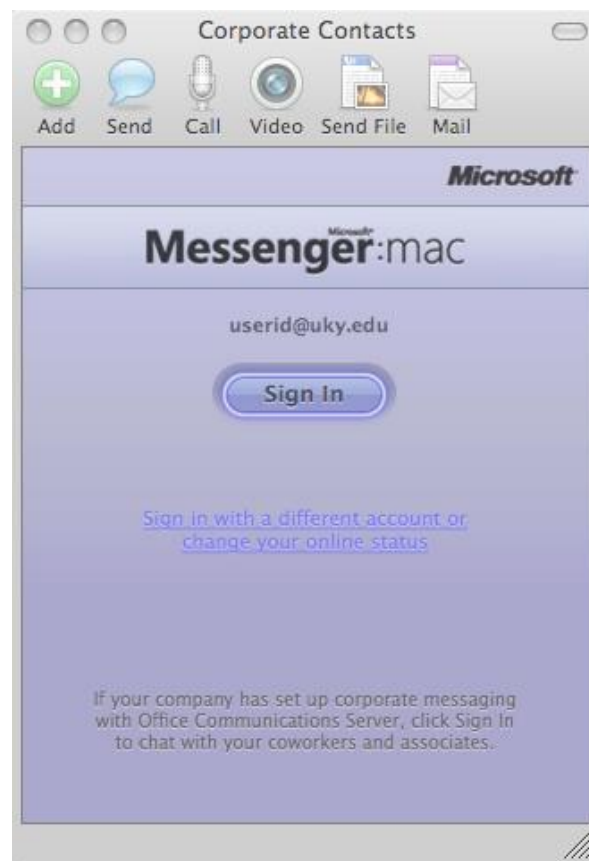 Corporate Contacts
Add Send Call Video Send File Mail
Microsoft
Microsoft
Messenger:mac
userid@uky.edu
Sign In
Sign in with a different account or
change your online status
If your company has set up corporate messaging
with Office Communications Server, click Sign In
to chat with your coworkers and associates.